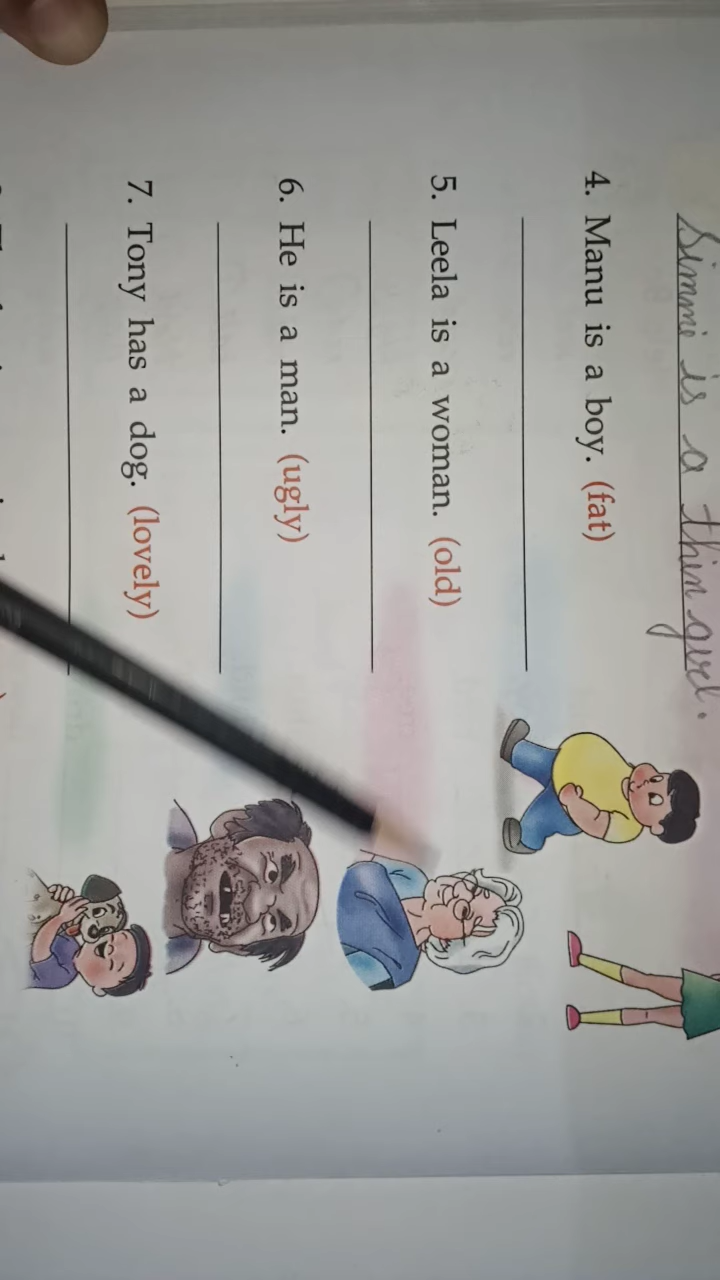 Simmi is a thin girl.
4. Manu is a boy. (fat)
5. Leela is a woman. (old)
6. He is a man. (ugly)
7. Tony has a dog. (lovely)